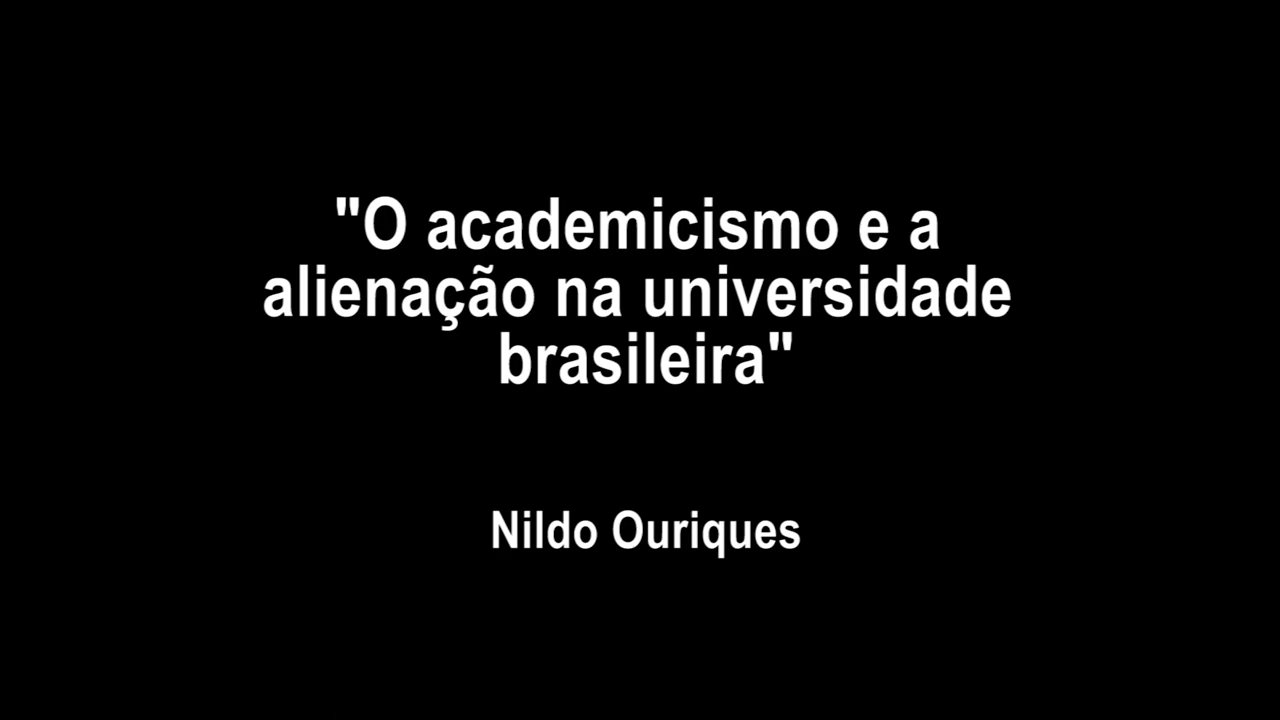 "O academicismo e a
alienação na universidade
brasileira"
Nildo Ouriques